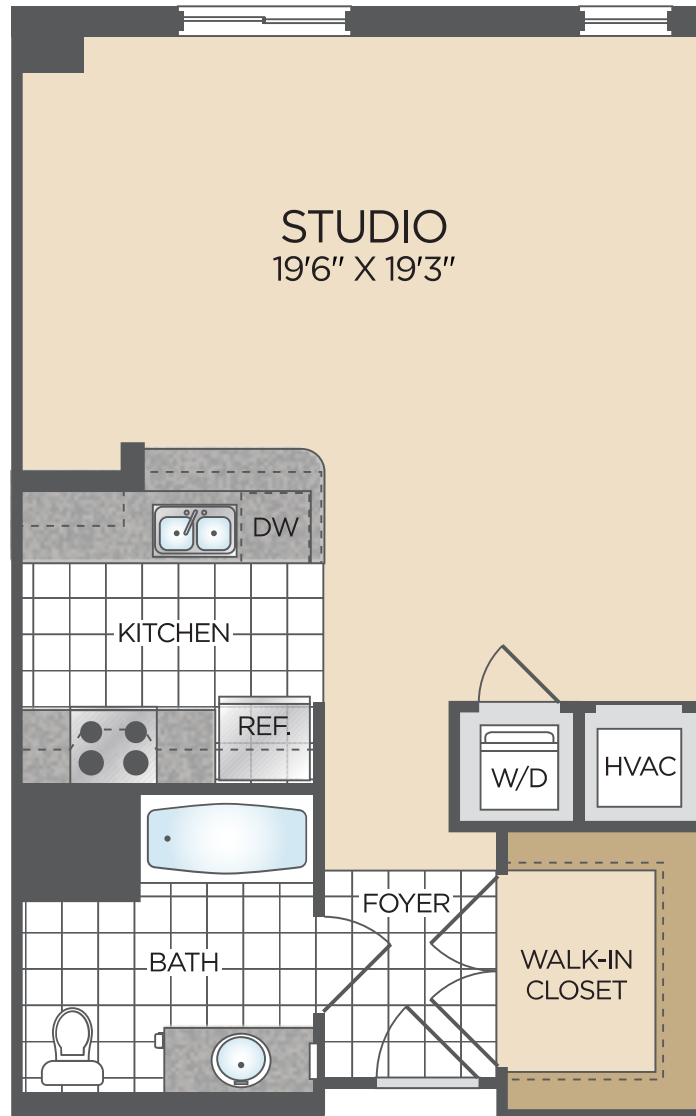 STUDIO
19'6" X 19'3"
DW
KITCHEN
REF.
W/D
HVAC
FOYER
BATH
WALK-IN
CLOSET